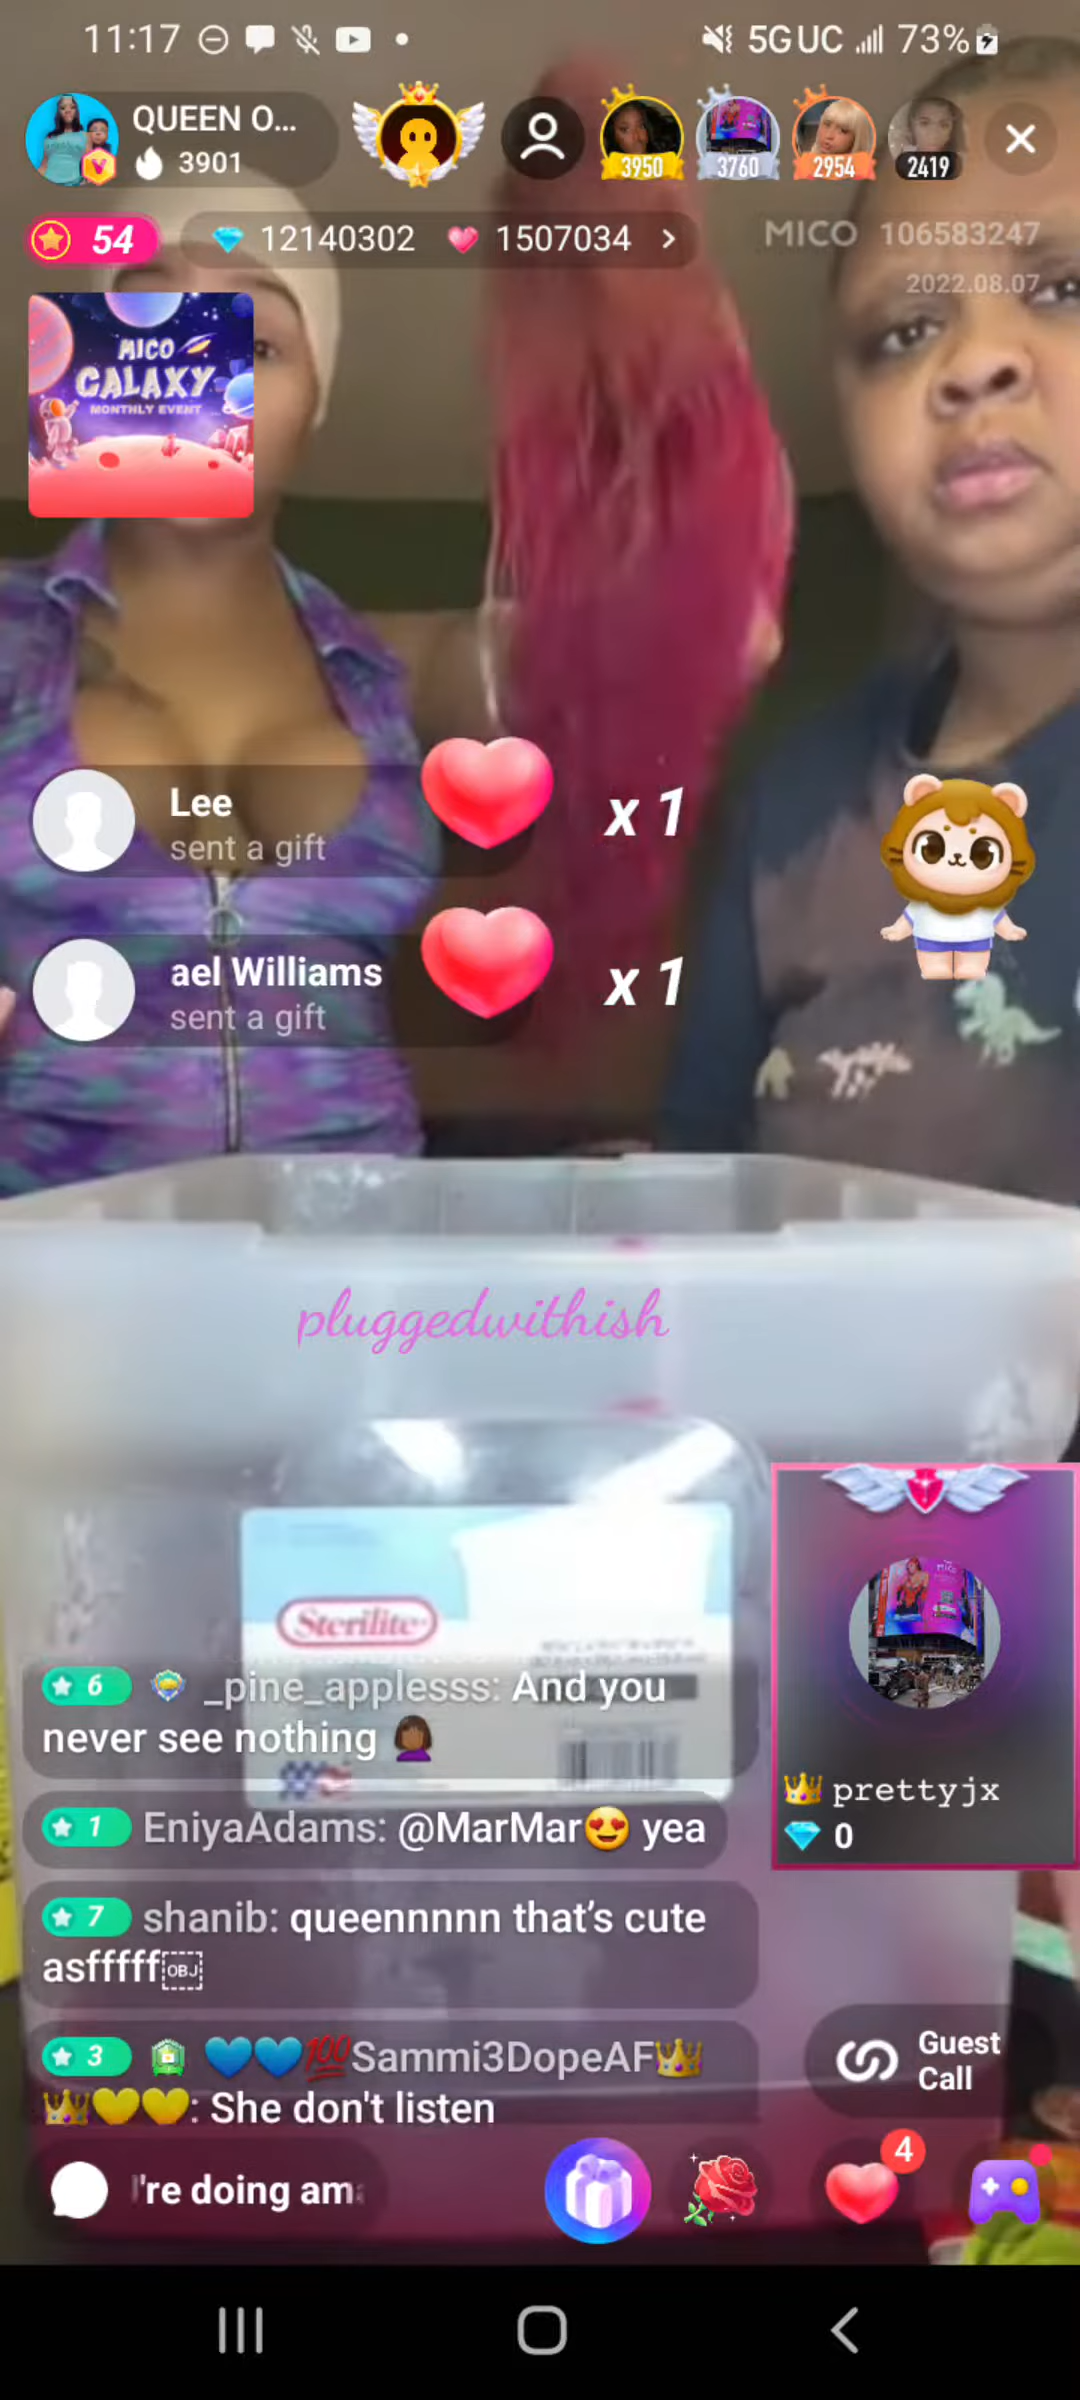 11:17
5G UC 73%
QUEEN O...
3901
3950
3760
2954
2419
54
12140302 1507034 >
MICO 106583247
2022.08.07
MICO
GALAXY
MONTHLY EVENT
Lee
sent a gift
x 1
ael Williams
sent a gift
x 1
pluggedwithish
Sterilite
6 _pine_applesss: And you
never see nothing 🤦🏾‍♀️
prettyjx
0
1 EniyaAdams: @MarMar😍 yea
7 shanib: queennnnn that's cute
asfffff OBJ
3 💙💙💯Sammi3DopeAF👑
👑💛💛: She don't listen
Guest
Call
're doing am
4